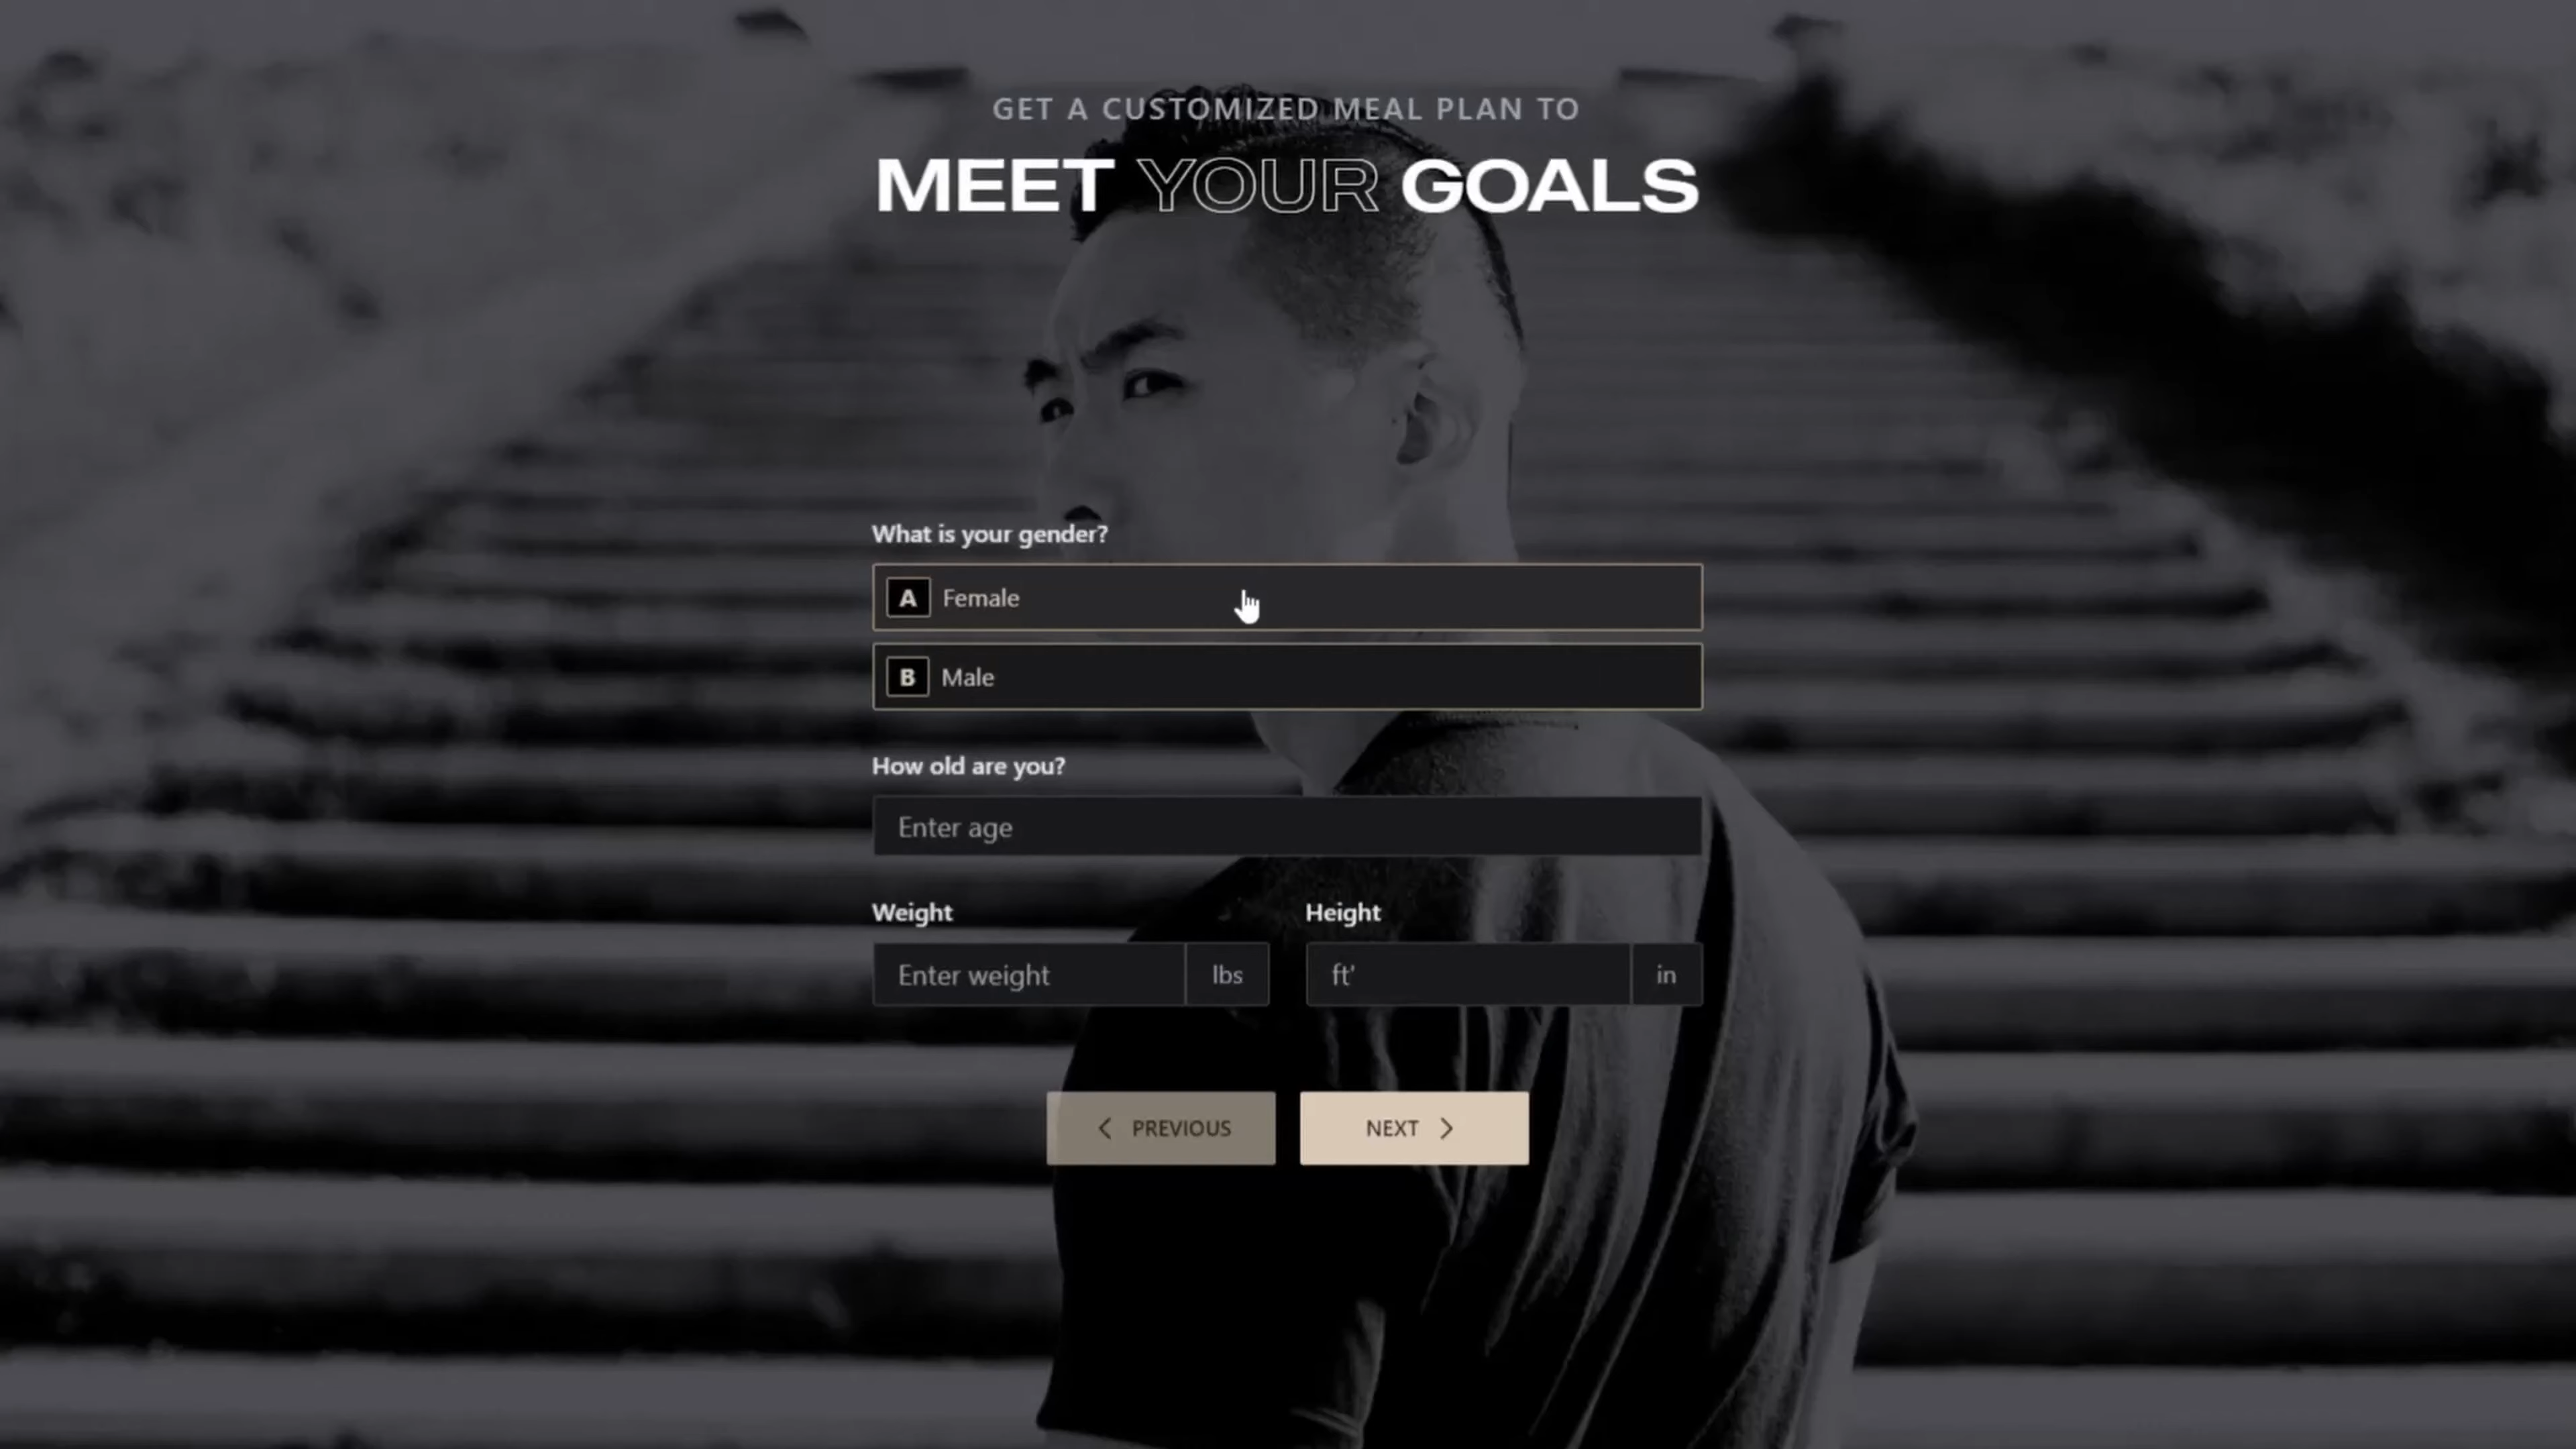 GET A CUSTOMIZED MEAL PLAN TO
MEET YOUR GOALS
What is your gender?
A Female
B Male
How old are you?
Enter age
Weight
Height
Enter weight lbs
ft' in
PREVIOUS
NEXT